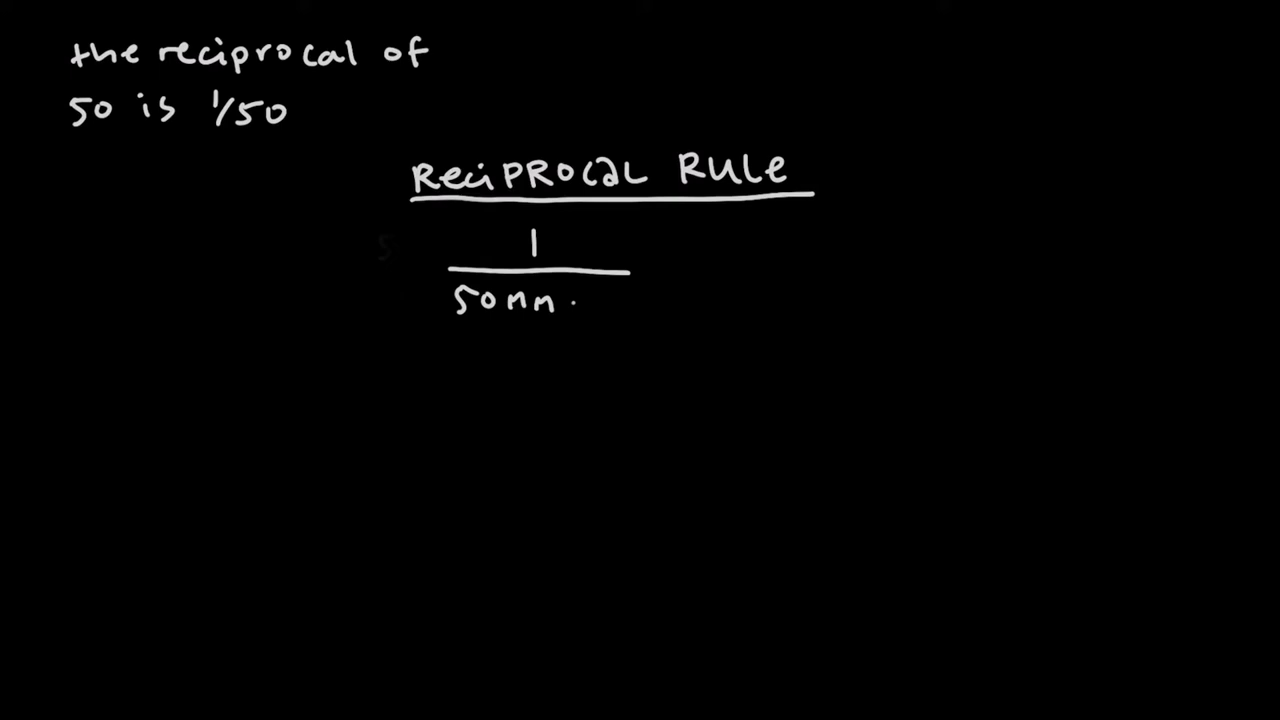 the reciprocal of
50 is 1/50
ReciPROCAL RULe
1
50mm.